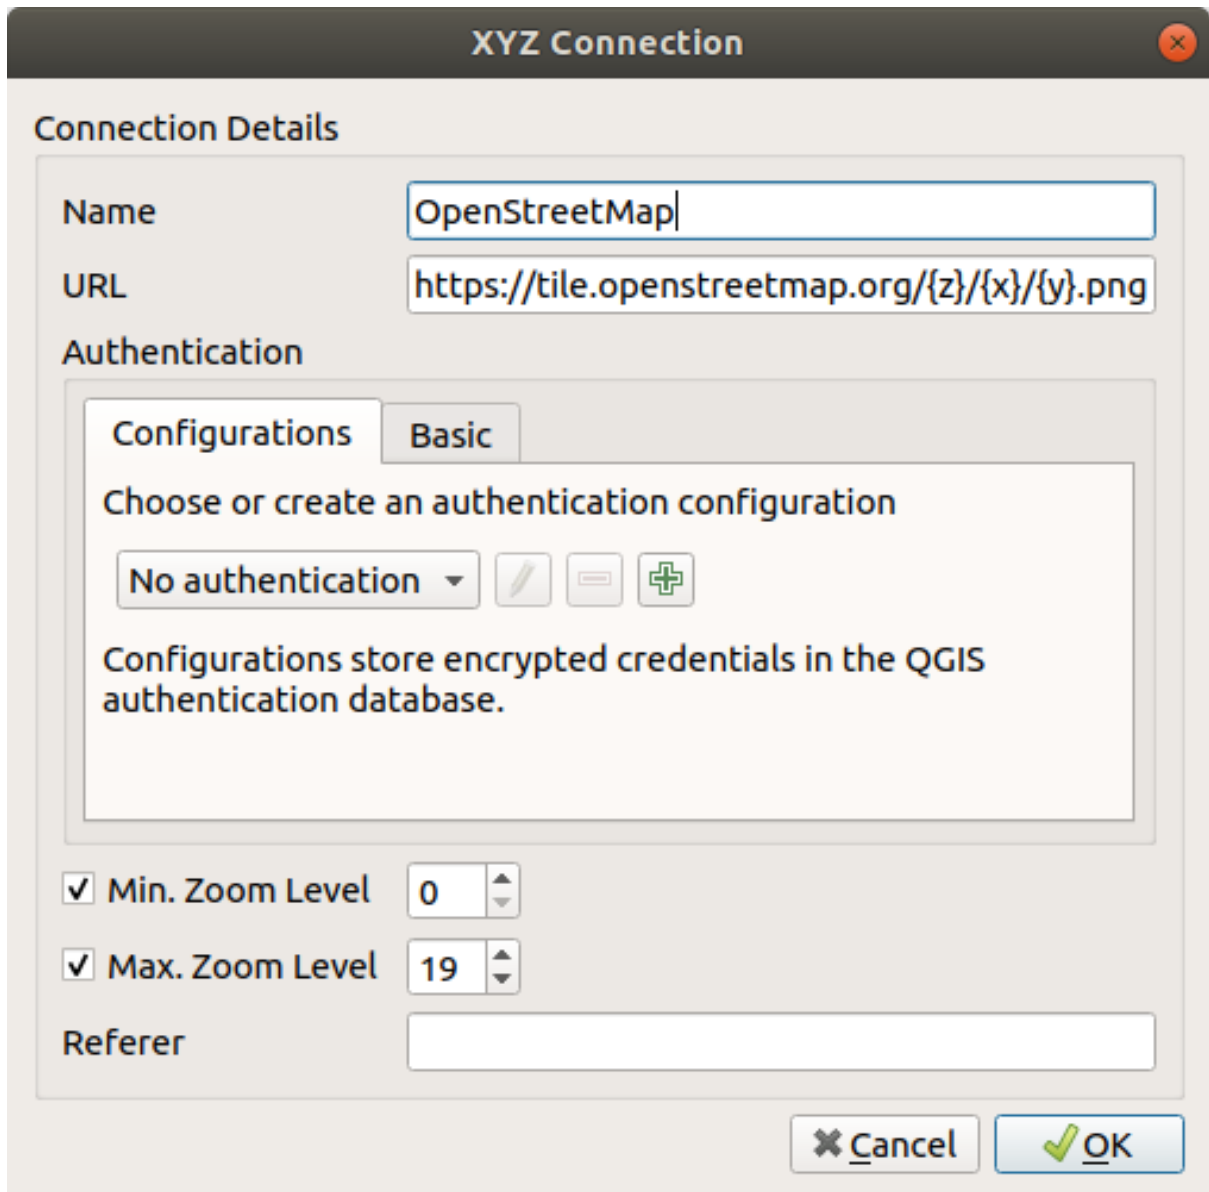 XYZ Connection
Connection Details
Name OpenStreetMap
URL https://tile.openstreetmap.org/{z}/{x}/{y}.png
Authentication
Configurations Basic
Choose or create an authentication configuration
No authentication
Configurations store encrypted credentials in the QGIS
authentication database.
Min. Zoom Level 0
Max. Zoom Level 19
Referer
Cancel OK